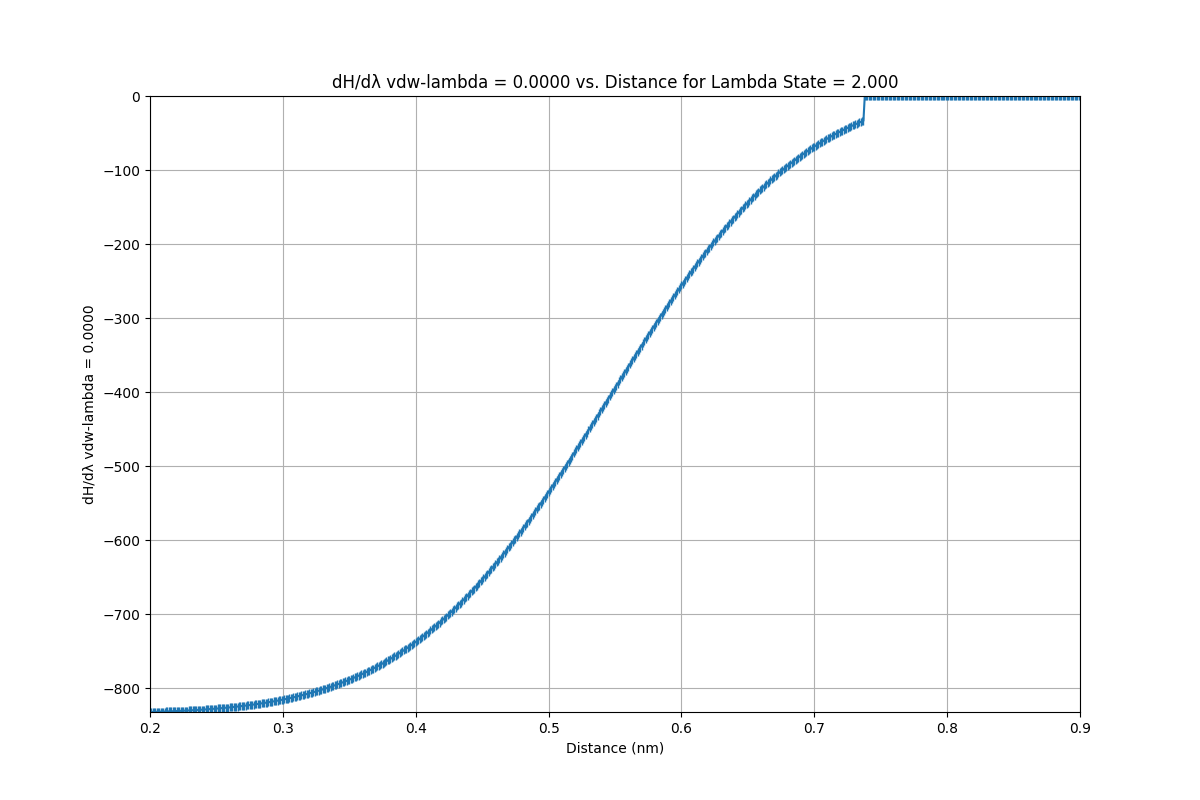 dH/dλ vdw-lambda = 0.0000 vs. Distance for Lambda State = 2.000
0
−100
−200
−300
−400
−500
−600
−700
−800
dH/dλ vdw-lambda = 0.0000
0.2 0.3 0.4 0.5 0.6 0.7 0.8 0.9
Distance (nm)